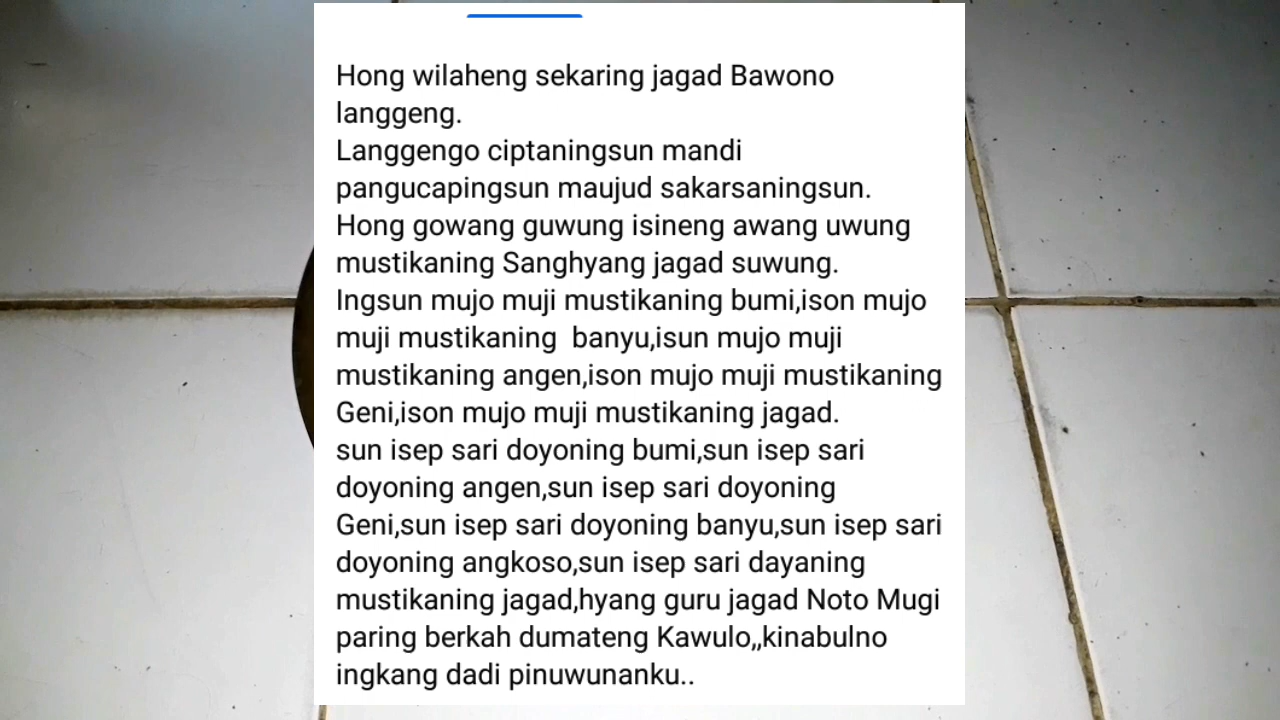 Hong wilaheng sekaring jagad Bawono
langgeng.
Langgengo ciptaningsun mandi
pangucapingsun maujud sakarsaningsun.
Hong gowang guwung isineng awang uwung
mustikaning Sanghyang jagad suwung.
Ingsun mujo muji mustikaning bumi,ison mujo
muji mustikaning  banyu,isun mujo muji
mustikaning angen,ison mujo muji mustikaning
Geni,ison mujo muji mustikaning jagad.
sun isep sari doyoning bumi,sun isep sari
doyoning angen,sun isep sari doyoning
Geni,sun isep sari doyoning banyu,sun isep sari
doyoning angkoso,sun isep sari dayaning
mustikaning jagad,hyang guru jagad Noto Mugi
paring berkah dumateng Kawulo,,kinabulno
ingkang dadi pinuwunanku..